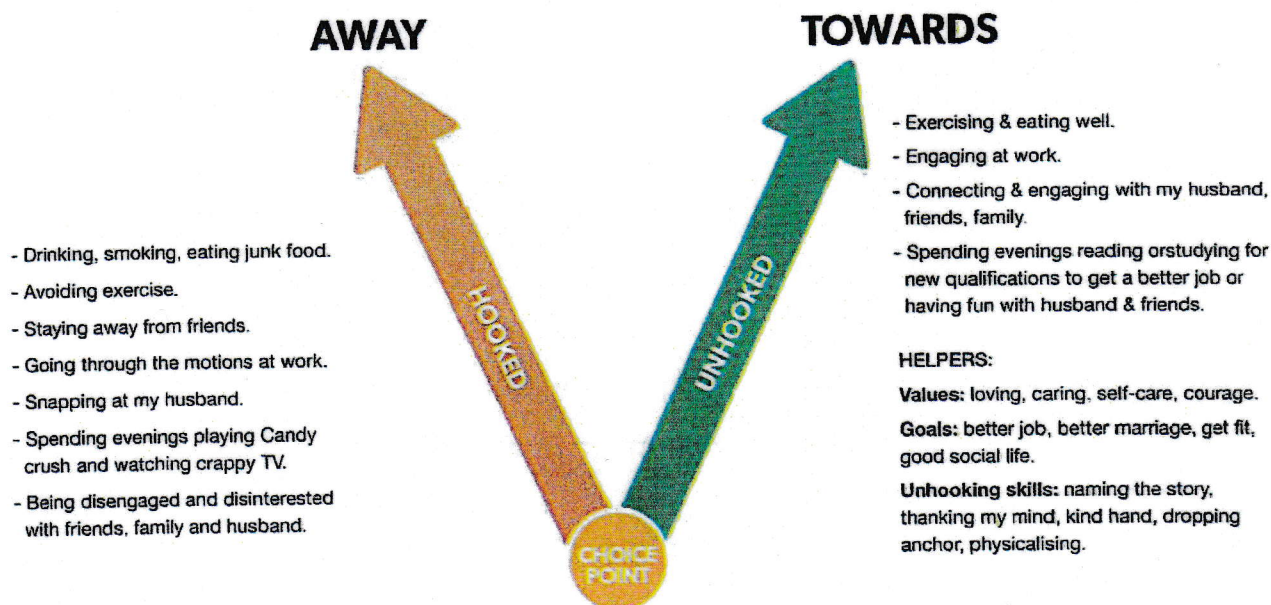 AWAY
TOWARDS
- Drinking, smoking, eating junk food.
- Avoiding exercise.
- Staying away from friends.
- Going through the motions at work.
- Snapping at my husband.
- Spending evenings playing Candy
crush and watching crappy TV.
- Being disengaged and disinterested
with friends, family and husband.
HOOKED
UNHOOKED
CHOICE
POINT
- Exercising & eating well.
- Engaging at work.
- Connecting & engaging with my husband,
friends, family.
- Spending evenings reading orstudying for
new qualifications to get a better job or
having fun with husband & friends.
HELPERS:
Values: loving, caring, self-care, courage.
Goals: better job, better marriage, get fit,
good social life.
Unhooking skills: naming the story,
thanking my mind, kind hand, dropping
anchor, physicalising.